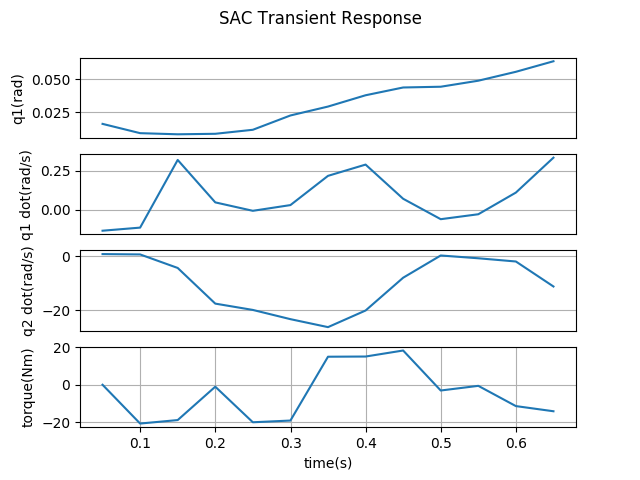 SAC Transient Response
q1(rad)
0.050
0.025
q1 dot(rad/s)
0.25
0.00
q2 dot(rad/s)
0
−20
torque(Nm)
20
0
−20
0.1 0.2 0.3 0.4 0.5 0.6
time(s)